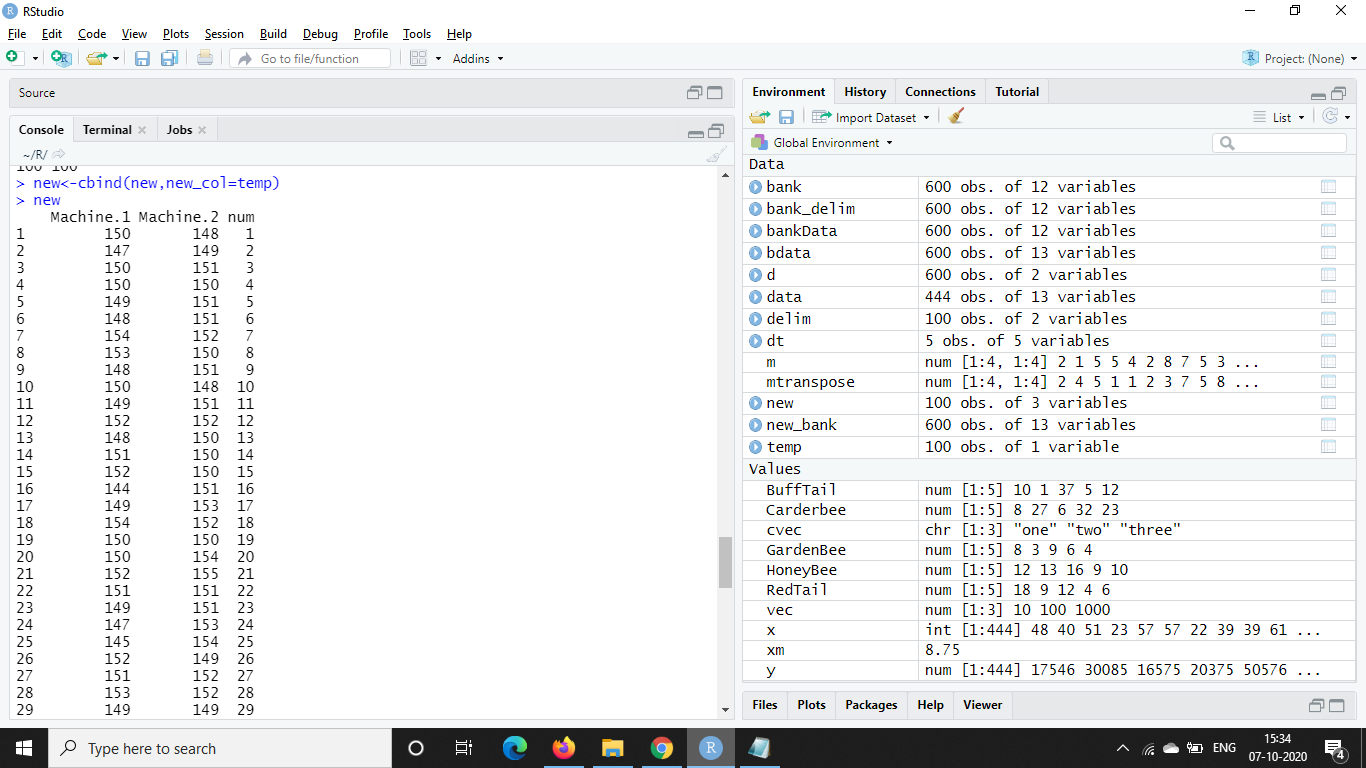 RStudio
File Edit Code View Plots Session Build Debug Profile Tools Help
Go to file/function
Addins
Project: (None)
Source
Console Terminal Jobs
~/R/
100 100
> new<-cbind(new,new_col=temp)
> new
Machine.1 Machine.2 num
1 150 148 1
2 147 149 2
3 150 151 3
4 150 150 4
5 149 151 5
6 148 151 6
7 154 152 7
8 153 150 8
9 148 151 9
10 150 148 10
11 149 151 11
12 152 152 12
13 148 150 13
14 151 150 14
15 152 150 15
16 144 151 16
17 149 153 17
18 154 152 18
19 150 150 19
20 150 154 20
21 152 155 21
22 151 151 22
23 149 151 23
24 147 153 24
25 145 154 25
26 152 149 26
27 151 152 27
28 153 152 28
29 149 149 29
Environment History Connections Tutorial
Import Dataset
List
Global Environment
Data
bank 600 obs. of 12 variables
bank_delim 600 obs. of 12 variables
bankData 600 obs. of 12 variables
bdata 600 obs. of 13 variables
d 600 obs. of 2 variables
data 444 obs. of 13 variables
delim 100 obs. of 2 variables
dt 5 obs. of 5 variables
m num [1:4, 1:4] 2 1 5 5 4 2 8 7 5 3 ...
mtranspose num [1:4, 1:4] 2 4 5 1 1 2 3 7 5 8 ...
new 100 obs. of 3 variables
new_bank 600 obs. of 13 variables
temp 100 obs. of 1 variable
Values
BuffTail num [1:5] 10 1 37 5 12
Carderbee num [1:5] 8 27 6 32 23
cvec chr [1:3] "one" "two" "three"
GardenBee num [1:5] 8 3 9 6 4
HoneyBee num [1:5] 12 13 16 9 10
RedTail num [1:5] 18 9 12 4 6
vec num [1:3] 10 100 1000
x int [1:444] 48 40 51 23 57 57 22 39 39 61 ...
xm 8.75
y num [1:444] 17546 30085 16575 20375 50576 ...
Files Plots Packages Help Viewer
Type here to search
ENG
15:34
07-10-2020
4